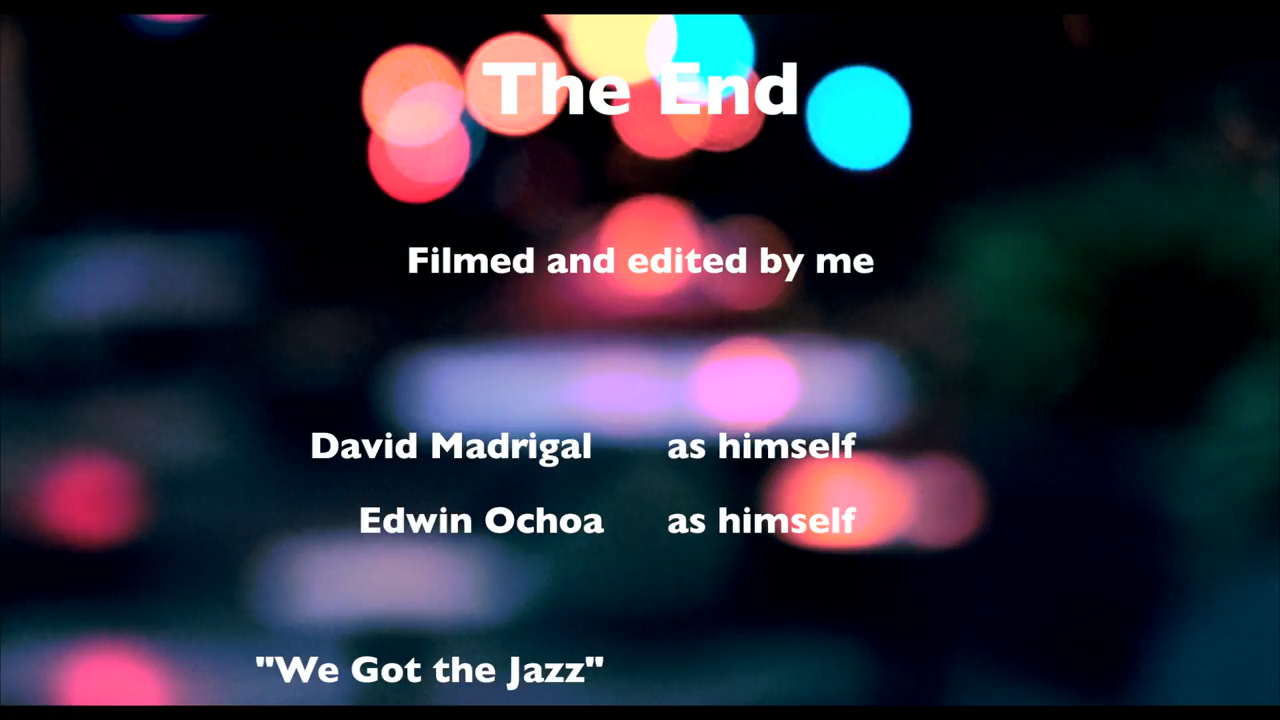 The End
Filmed and edited by me
David Madrigal as himself
Edwin Ochoa as himself
"We Got the Jazz"